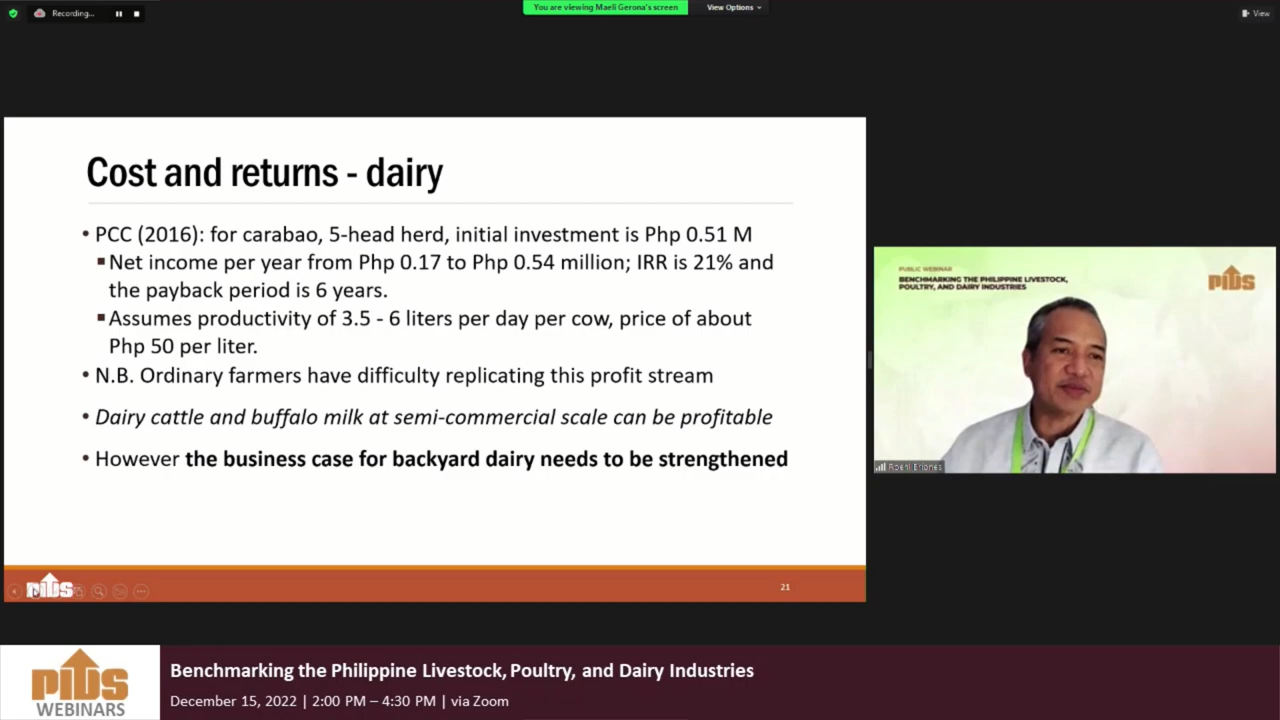 Recording...
You are viewing Maeli Gerona's screen
View Options
View
Cost and returns - dairy
• PCC (2016): for carabao, 5-head herd, initial investment is Php 0.51 M
▪ Net income per year from Php 0.17 to Php 0.54 million; IRR is 21% and
the payback period is 6 years.
▪ Assumes productivity of 3.5 - 6 liters per day per cow, price of about
Php 50 per liter.
• N.B. Ordinary farmers have difficulty replicating this profit stream
• Dairy cattle and buffalo milk at semi-commercial scale can be profitable
• However the business case for backyard dairy needs to be strengthened
PIDS
21
PUBLIC WEBINAR
BENCHMARKING THE PHILIPPINE LIVESTOCK,
POULTRY, AND DAIRY INDUSTRIES
PIDS
PIDS
WEBINARS
Benchmarking the Philippine Livestock, Poultry, and Dairy Industries
December 15, 2022 | 2:00 PM – 4:30 PM | via Zoom